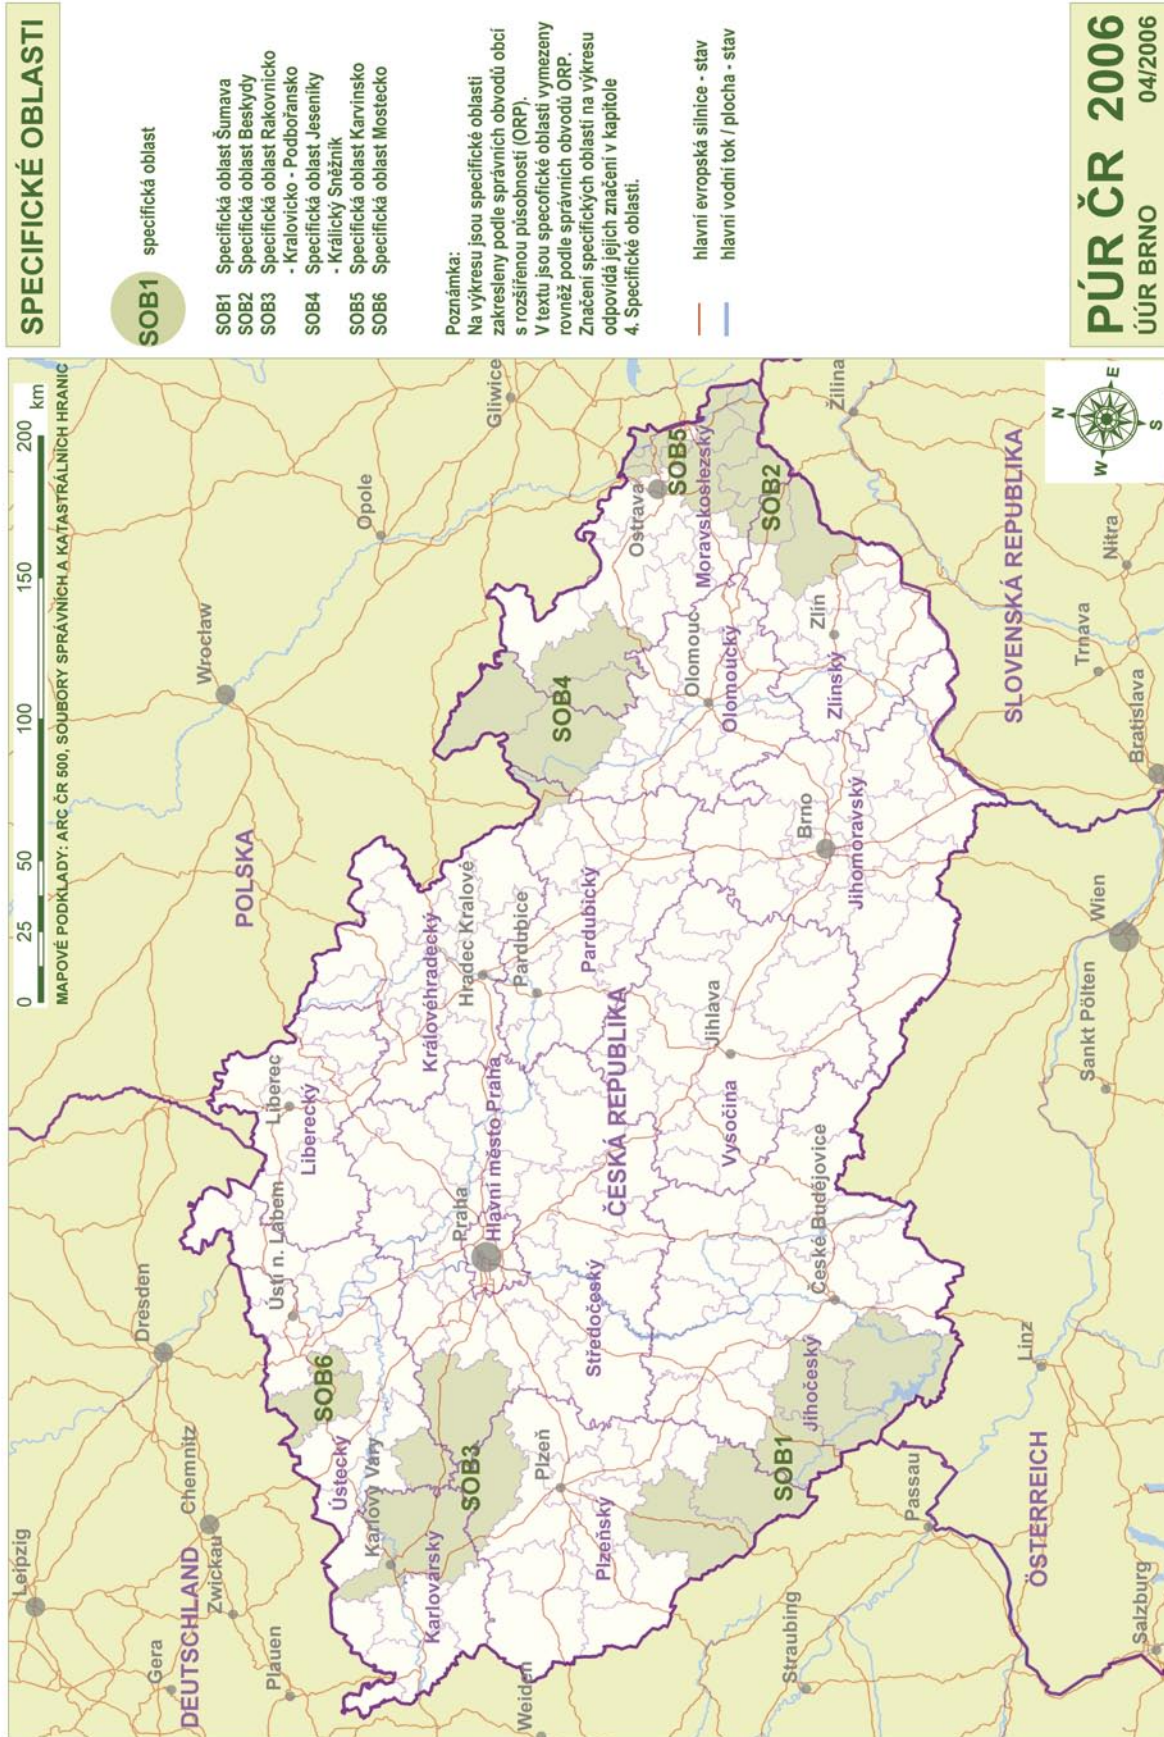 SPECIFICKÉ OBLASTI
SOB1 specifická oblast
SOB1 Specifická oblast Šumava
SOB2 Specifická oblast Beskydy
SOB3 Specifická oblast Rakovnicko
- Kralovicko - Podbořansko
SOB4 Specifická oblast Jeseníky
- Králický Sněžník
SOB5 Specifická oblast Karvinsko
SOB6 Specifická oblast Mostecko
Poznámka:
Na výkresu jsou specifické oblasti
zakresleny podle správních obvodů obcí
s rozšířenou působností (ORP).
V textu jsou specofické oblasti vymezeny
rovněž podle správních obvodů ORP.
Značení specifických oblastí na výkresu
odpovídá jejich značení v kapitole
4. Specifické oblasti.
hlavní evropská silnice - stav
hlavní vodní tok / plocha - stav
PÚR ČR 2006
ÚÚR BRNO 04/2006
0 25 50 100 150 200 km
MAPOVÉ PODKLADY: ARC ČR 500, SOUBORY SPRÁVNÍCH A KATASTRÁLNÍCH HRANIC
Leipzig
Gera
DEUTSCHLAND
Zwickau
Chemnitz
Plauen
Dresden
Weiden
Straubing
Passau
POLSKA
Wrocław
Opole
Gliwice
Liberec
Liberecký
Ústí n. Labem
SOB6
Ústecký
Karlovy Vary
Karlovarský
SOB3
Praha
Hlavní město Praha
Královéhradecký
Hradec Králové
Pardubice
Pardubický
Plzeň
Plzeňský
Středočeský
ČESKÁ REPUBLIKA
SOB4
Ostrava
SOB5
Moravskoslezský
SOB2
Olomouc
Olomoucký
Jihlava
Vysočina
SOB1
Jihočeský
České Budějovice
Brno
Jihomoravský
Zlín
Zlínský
Žilina
SLOVENSKÁ REPUBLIKA
Nitra
Trnava
Bratislava
Wien
Sankt Pölten
Linz
ÖSTERREICH
Salzburg
N
W E
S